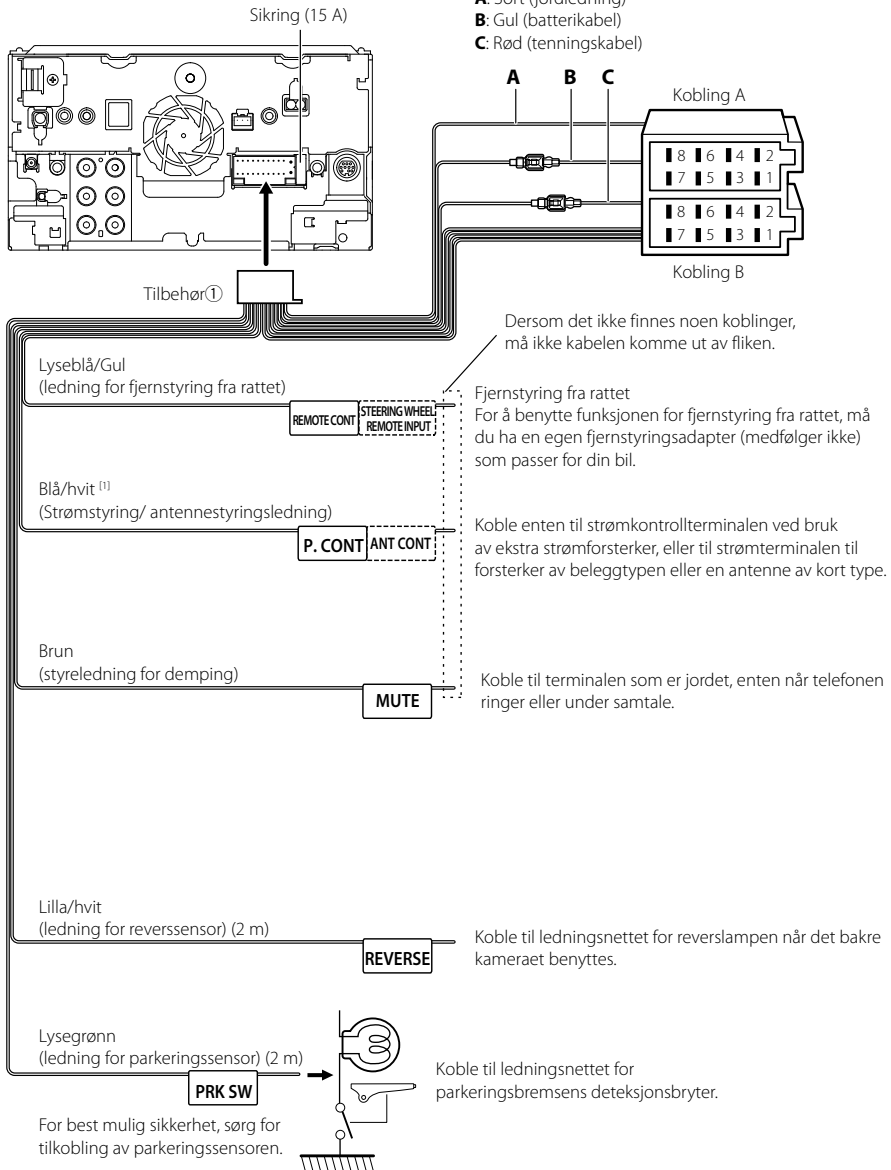 Sikring (15 A)
A: Sort (jordledning)
B: Gul (batterikabel)
C: Rød (tenningskabel)
A B C
Kobling A
8 6 4 2
7 5 3 1
8 6 4 2
7 5 3 1
Kobling B
Tilbehør①
Dersom det ikke finnes noen koblinger,
må ikke kabelen komme ut av fliken.
Lyseblå/Gul
(ledning for fjernstyring fra rattet)
REMOTE CONT
STEERING WHEEL
REMOTE INPUT
Fjernstyring fra rattet
For å benytte funksjonen for fjernstyring fra rattet, må
du ha en egen fjernstyringsadapter (medfølger ikke)
som passer for din bil.
Blå/hvit [1]
(Strømstyring/ antennestyringsledning)
P. CONT ANT CONT
Koble enten til strømkontrollterminalen ved bruk
av ekstra strømforsterker, eller til strømterminalen til
forsterker av beleggtypen eller en antenne av kort type.
Brun
(styreledning for demping)
MUTE
Koble til terminalen som er jordet, enten når telefonen
ringer eller under samtale.
Lilla/hvit
(ledning for reverssensor) (2 m)
REVERSE
Koble til ledningsnettet for reverslampen når det bakre
kameraet benyttes.
Lysegrønn
(ledning for parkeringssensor) (2 m)
PRK SW
Koble til ledningsnettet for
parkeringsbremsens deteksjonsbryter.
For best mulig sikkerhet, sørg for
tilkobling av parkeringssensoren.